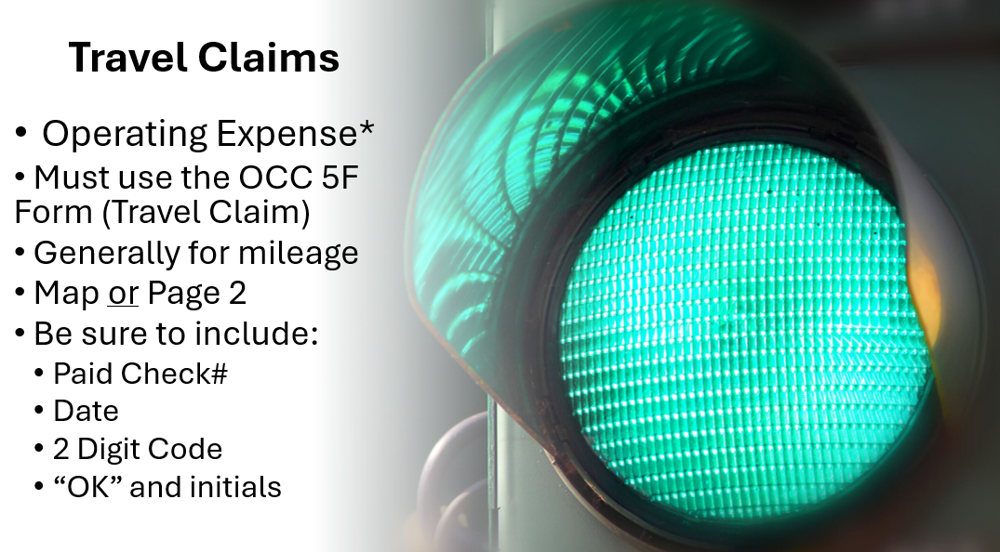 Travel Claims
• Operating Expense*
• Must use the OCC 5F
Form (Travel Claim)
• Generally for mileage
• Map or Page 2
• Be sure to include:
• Paid Check#
• Date
• 2 Digit Code
• “OK” and initials